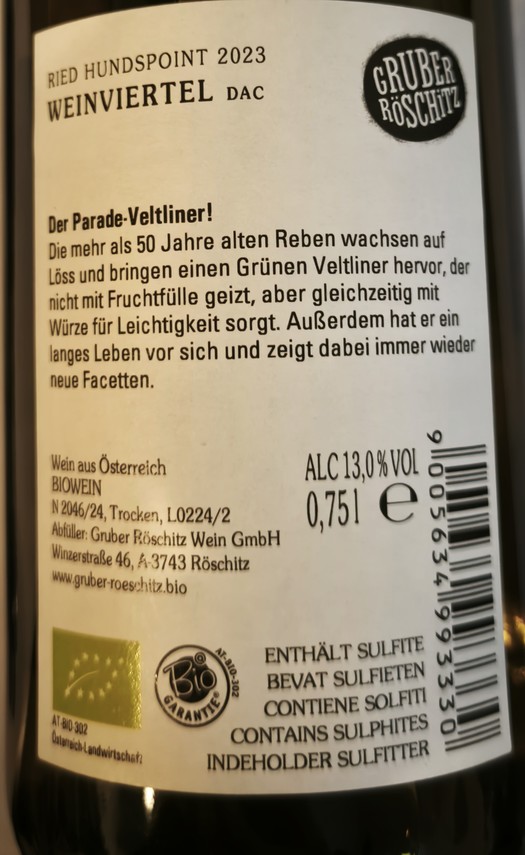 RIED HUNDSPOINT 2023
WEINVIERTEL DAC
GRUBER
RÖSCHiTZ
Der Parade-Veltliner!
Die mehr als 50 Jahre alten Reben wachsen auf
Löss und bringen einen Grünen Veltliner hervor, der
nicht mit Fruchtfülle geizt, aber gleichzeitig mit
Würze für Leichtigkeit sorgt. Außerdem hat er ein
langes Leben vor sich und zeigt dabei immer wieder
neue Facetten.
Wein aus Österreich
BIOWEIN
N 2046/24, Trocken, L0224/2
Abfüller: Gruber Röschitz Wein GmbH
Winzerstraße 46, A-3743 Röschitz
www.gruber-roeschitz.bio
ALC 13,0 % VOL
0,75 l e
9 005634 993330
AT-BIO-302
Österreich-Landwirtschaft
Bio
GARANTIE
AT-BIO-302
ENTHÄLT SULFITE
BEVAT SULFIETEN
CONTIENE SOLFITI
CONTAINS SULPHITES
INDEHOLDER SULFITTER